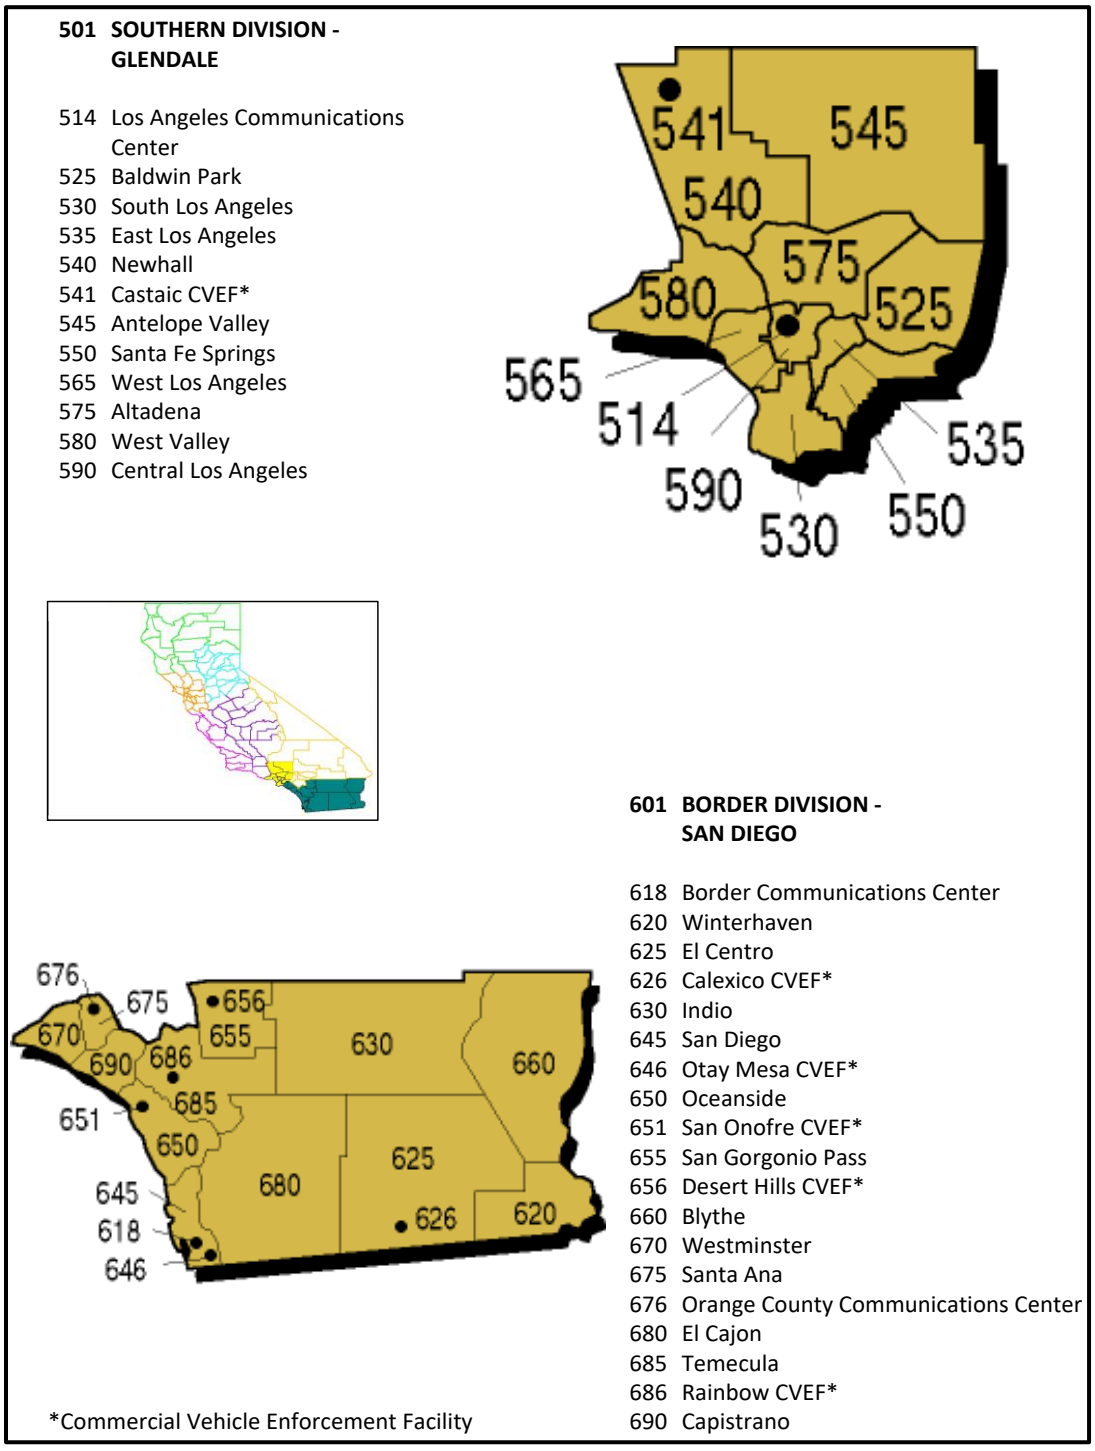 501 SOUTHERN DIVISION -
GLENDALE
514 Los Angeles Communications
Center
525 Baldwin Park
530 South Los Angeles
535 East Los Angeles
540 Newhall
541 Castaic CVEF*
545 Antelope Valley
550 Santa Fe Springs
565 West Los Angeles
575 Altadena
580 West Valley
590 Central Los Angeles
541
545
540
575
580
525
565
514
535
590
550
530
601 BORDER DIVISION -
SAN DIEGO
618 Border Communications Center
620 Winterhaven
625 El Centro
626 Calexico CVEF*
630 Indio
645 San Diego
646 Otay Mesa CVEF*
650 Oceanside
651 San Onofre CVEF*
655 San Gorgonio Pass
656 Desert Hills CVEF*
660 Blythe
670 Westminster
675 Santa Ana
676 Orange County Communications Center
680 El Cajon
685 Temecula
686 Rainbow CVEF*
690 Capistrano
676
675
656
670
655
630
686
690
660
685
651
650
625
680
645
626
620
618
646
*Commercial Vehicle Enforcement Facility